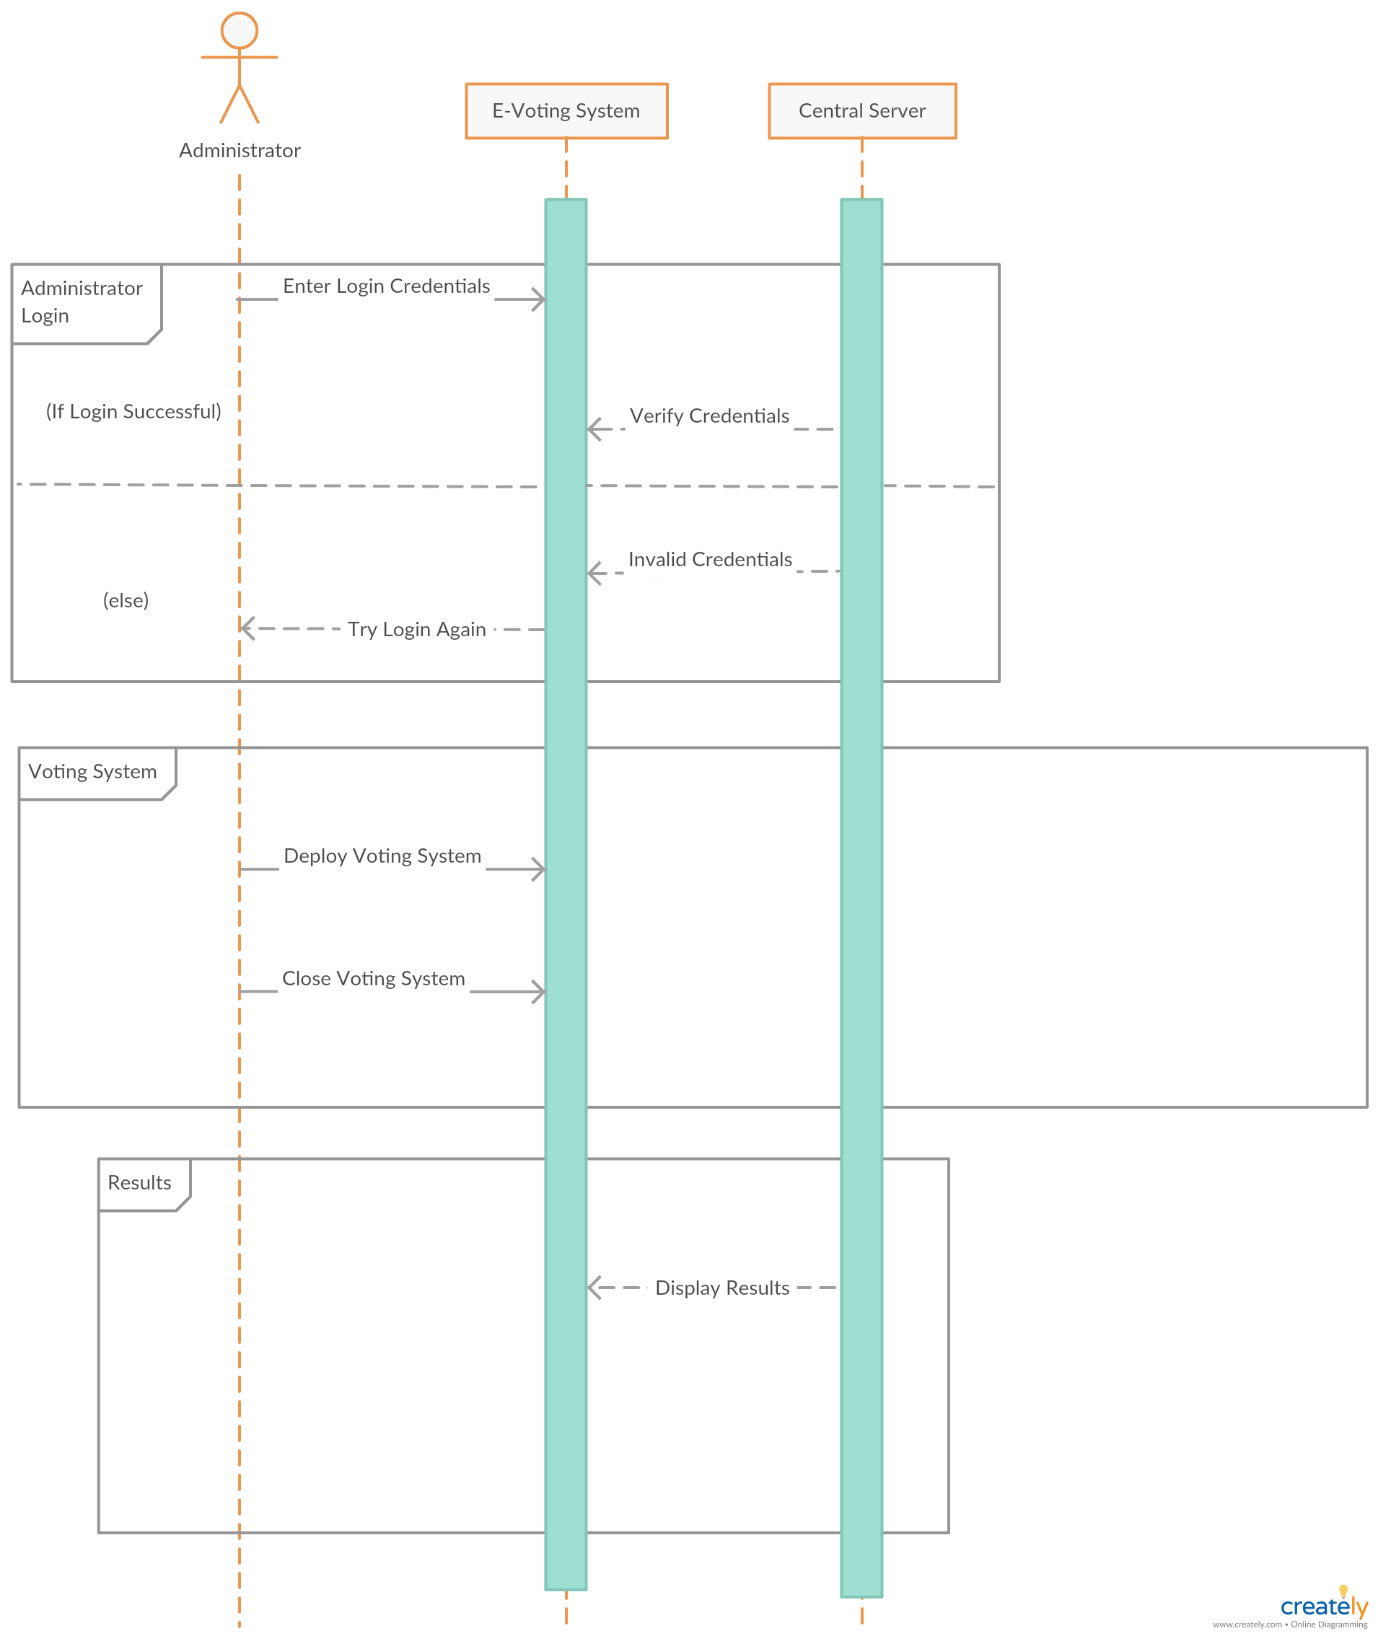 Administrator
E-Voting System
Central Server
Administrator
Login
Enter Login Credentials
(If Login Successful)
Verify Credentials
Invalid Credentials
(else)
Try Login Again
Voting System
Deploy Voting System
Close Voting System
Results
Display Results
creately
www.creately.com • Online Diagramming